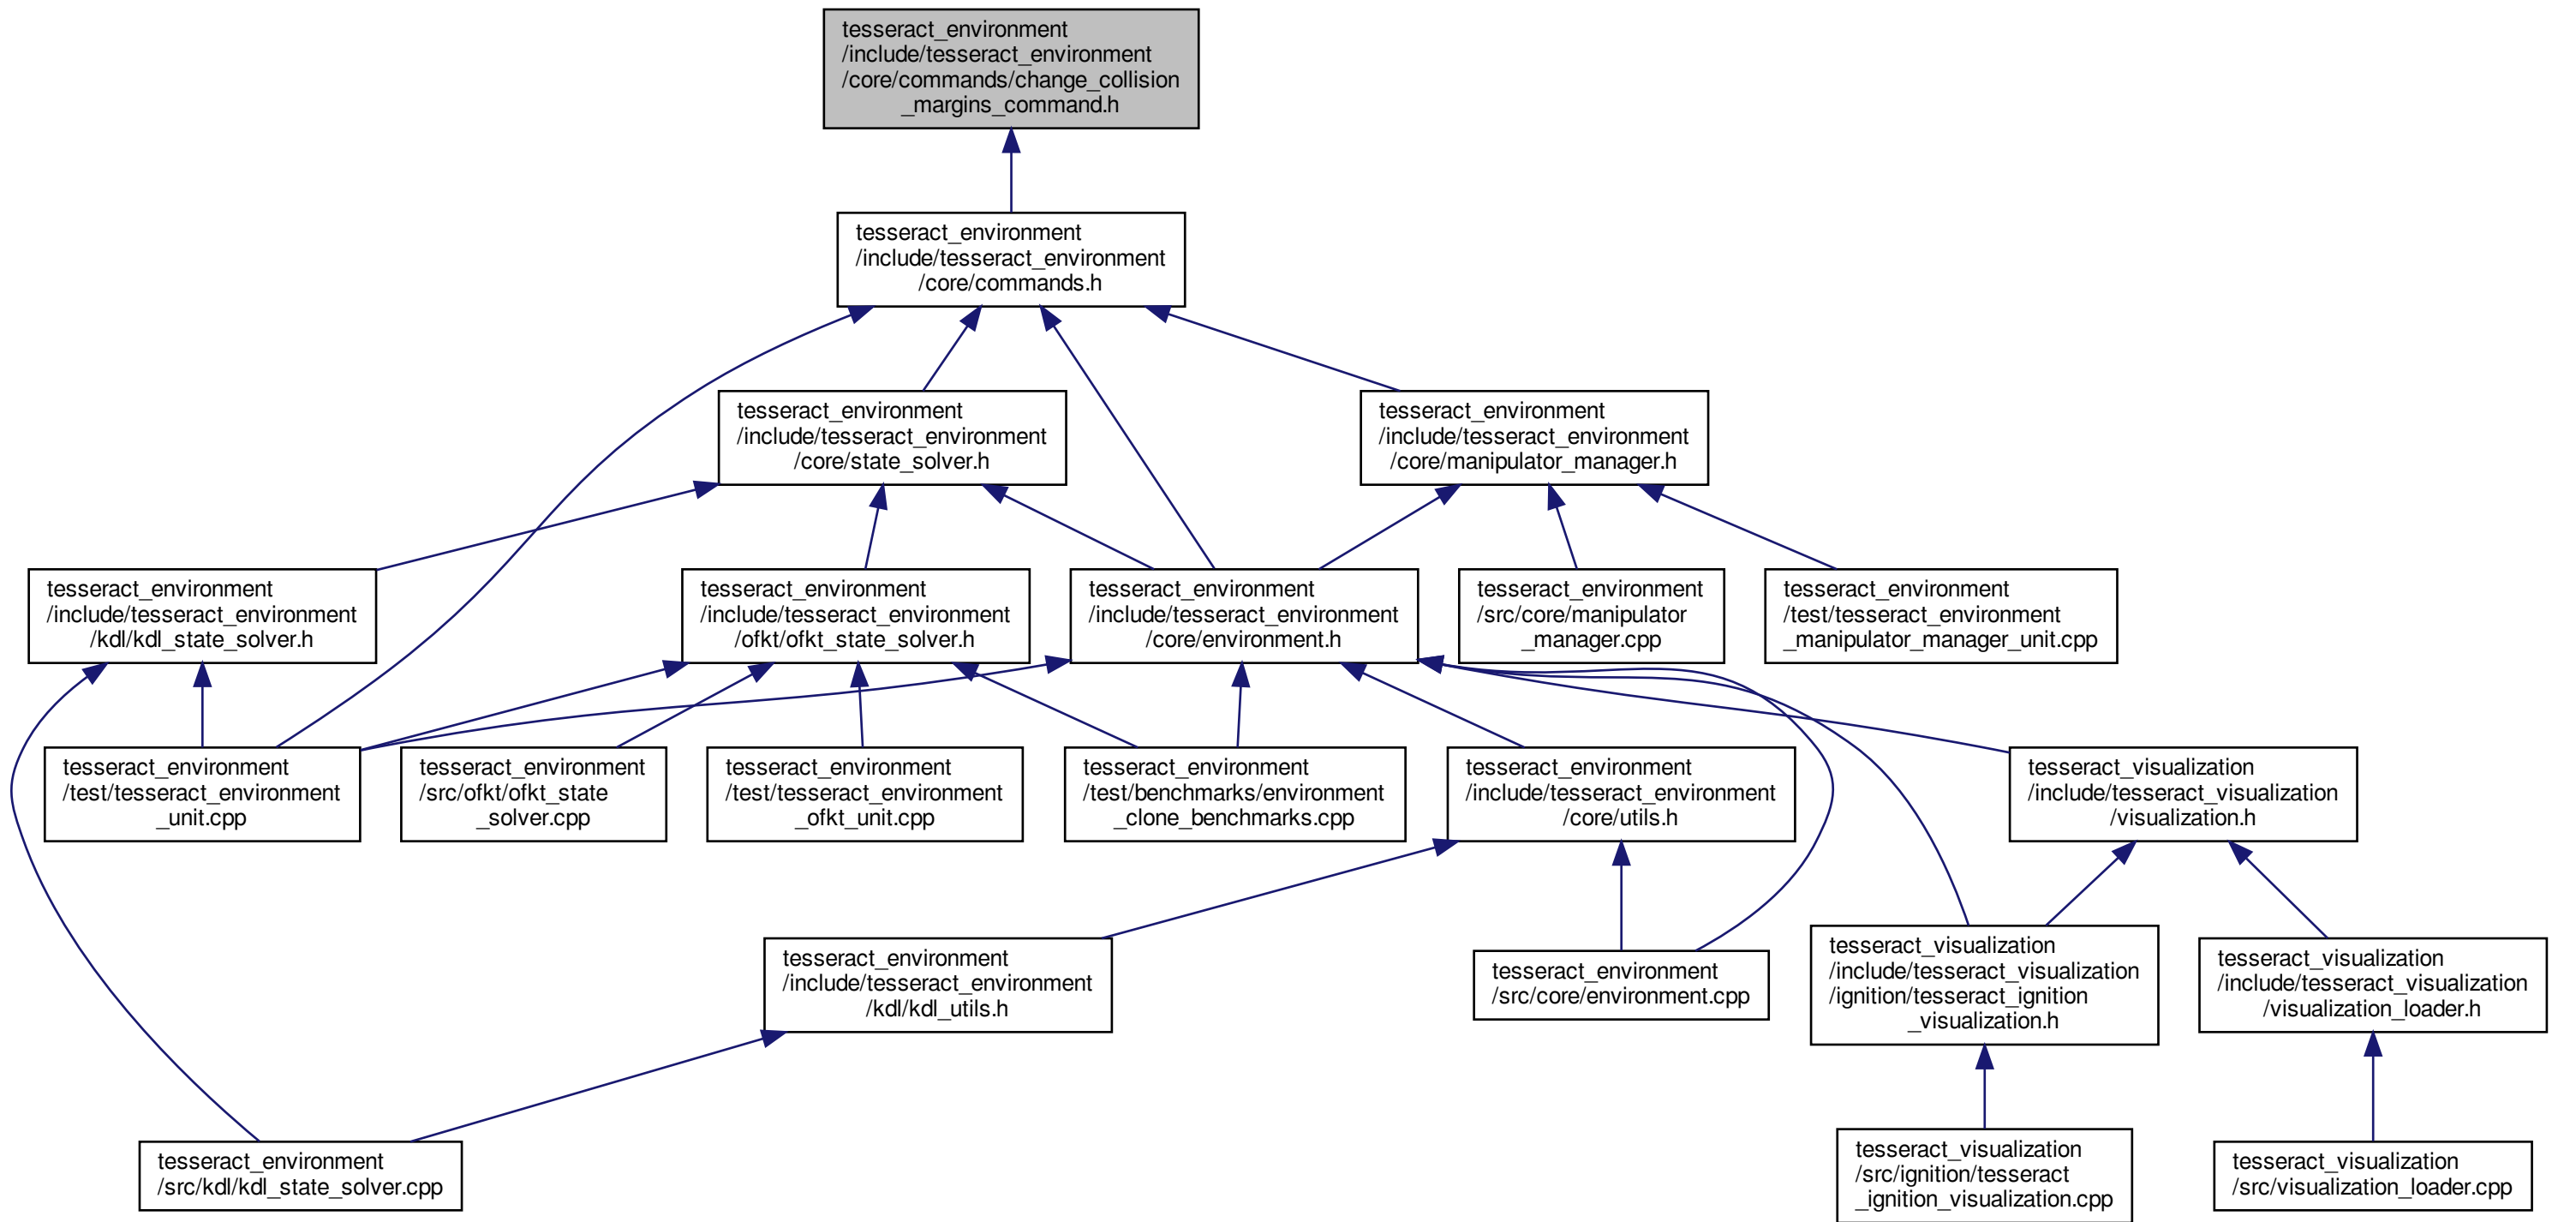 tesseract_environment
/include/tesseract_environment
/core/commands/change_collision
_margins_command.h
tesseract_environment
/include/tesseract_environment
/core/commands.h
tesseract_environment
/include/tesseract_environment
/core/state_solver.h
tesseract_environment
/include/tesseract_environment
/core/manipulator_manager.h
tesseract_environment
/include/tesseract_environment
/kdl/kdl_state_solver.h
tesseract_environment
/include/tesseract_environment
/ofkt/ofkt_state_solver.h
tesseract_environment
/include/tesseract_environment
/core/environment.h
tesseract_environment
/src/core/manipulator
_manager.cpp
tesseract_environment
/test/tesseract_environment
_manipulator_manager_unit.cpp
tesseract_environment
/test/tesseract_environment
_unit.cpp
tesseract_environment
/src/ofkt/ofkt_state
_solver.cpp
tesseract_environment
/test/tesseract_environment
_ofkt_unit.cpp
tesseract_environment
/test/benchmarks/environment
_clone_benchmarks.cpp
tesseract_environment
/include/tesseract_environment
/core/utils.h
tesseract_visualization
/include/tesseract_visualization
/visualization.h
tesseract_environment
/include/tesseract_environment
/kdl/kdl_utils.h
tesseract_environment
/src/core/environment.cpp
tesseract_visualization
/include/tesseract_visualization
/ignition/tesseract_ignition
_visualization.h
tesseract_visualization
/include/tesseract_visualization
/visualization_loader.h
tesseract_environment
/src/kdl/kdl_state_solver.cpp
tesseract_visualization
/src/ignition/tesseract
_ignition_visualization.cpp
tesseract_visualization
/src/visualization_loader.cpp